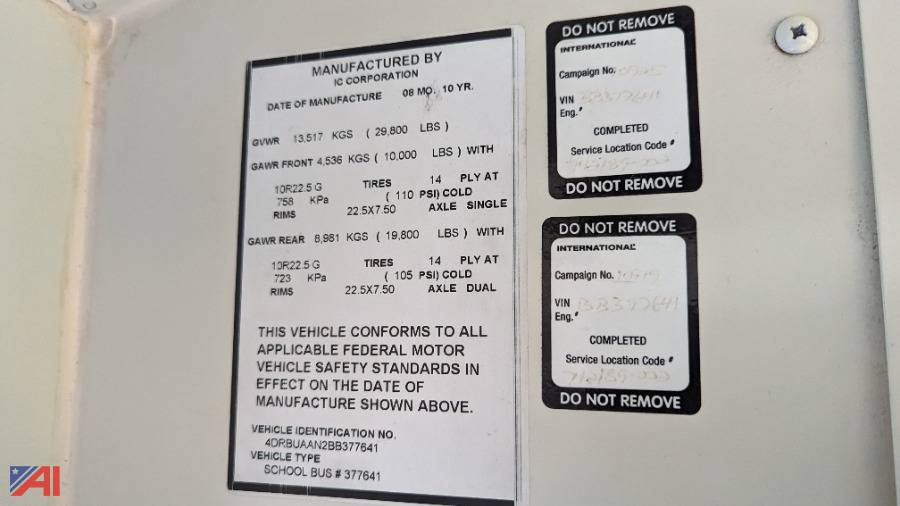 MANUFACTURED BY
IC CORPORATION
DATE OF MANUFACTURE 08 MO. 10 YR.
GVWR 13,517 KGS ( 29,800 LBS )
GAWR FRONT 4,536 KGS ( 10,000 LBS ) WITH
10R22.5 G TIRES 14 PLY AT
758 KPa ( 110 PSI) COLD
RIMS 22.5X7.50 AXLE SINGLE
GAWR REAR 8,981 KGS ( 19,800 LBS ) WITH
10R22.5 G TIRES 14 PLY AT
723 KPa ( 105 PSI) COLD
RIMS 22.5X7.50 AXLE DUAL
THIS VEHICLE CONFORMS TO ALL
APPLICABLE FEDERAL MOTOR
VEHICLE SAFETY STANDARDS IN
EFFECT ON THE DATE OF
MANUFACTURE SHOWN ABOVE.
VEHICLE IDENTIFICATION NO.
4DRBUAAN2BB377641
VEHICLE TYPE
SCHOOL BUS # 377641
DO NOT REMOVE
INTERNATIONAL
Campaign No.
VIN BB377641
Eng.#
COMPLETED
Service Location Code #
DO NOT REMOVE
DO NOT REMOVE
INTERNATIONAL
Campaign No.
VIN BB377641
Eng.#
COMPLETED
Service Location Code #
DO NOT REMOVE
AI